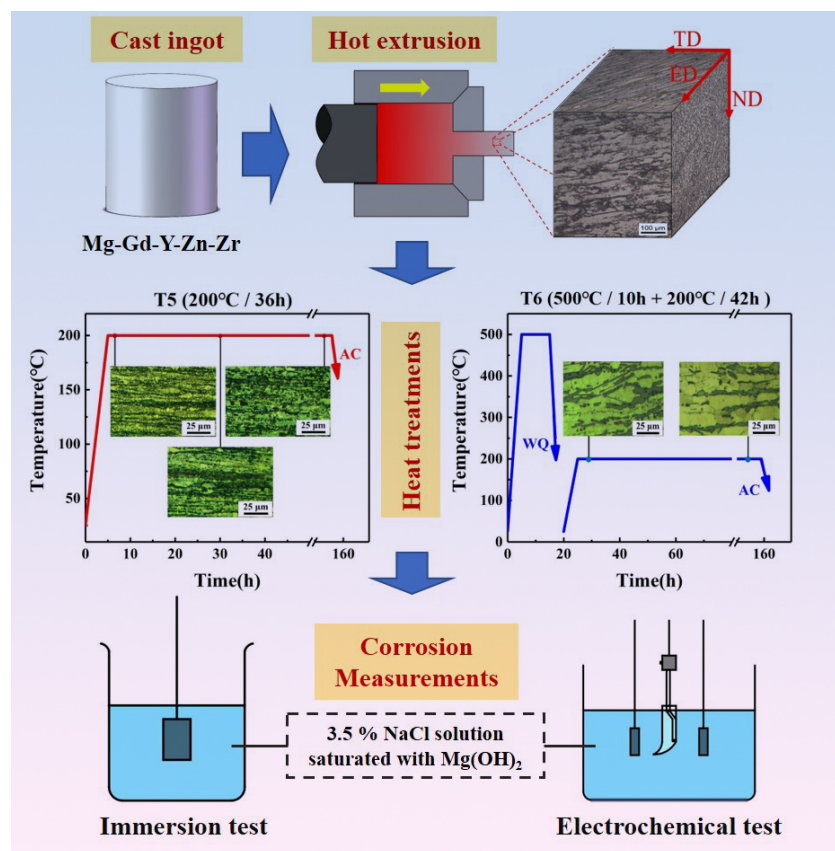 Cast ingot
Hot extrusion
TD
ED
ND
100 μm
Mg-Gd-Y-Zn-Zr
T5 (200℃ / 36h)
200
150
100
50
Temperature(℃)
AC
25 μm
25 μm
25 μm
0
20
40
160
Time(h)
Heat treatments
T6 (500℃ / 10h + 200℃ / 42h )
500
400
300
200
100
0
Temperature(℃)
WQ
25 μm
25 μm
AC
0
20
40
60
160
Time(h)
Corrosion
Measurements
3.5 % NaCl solution
saturated with Mg(OH)₂
Immersion test
Electrochemical test